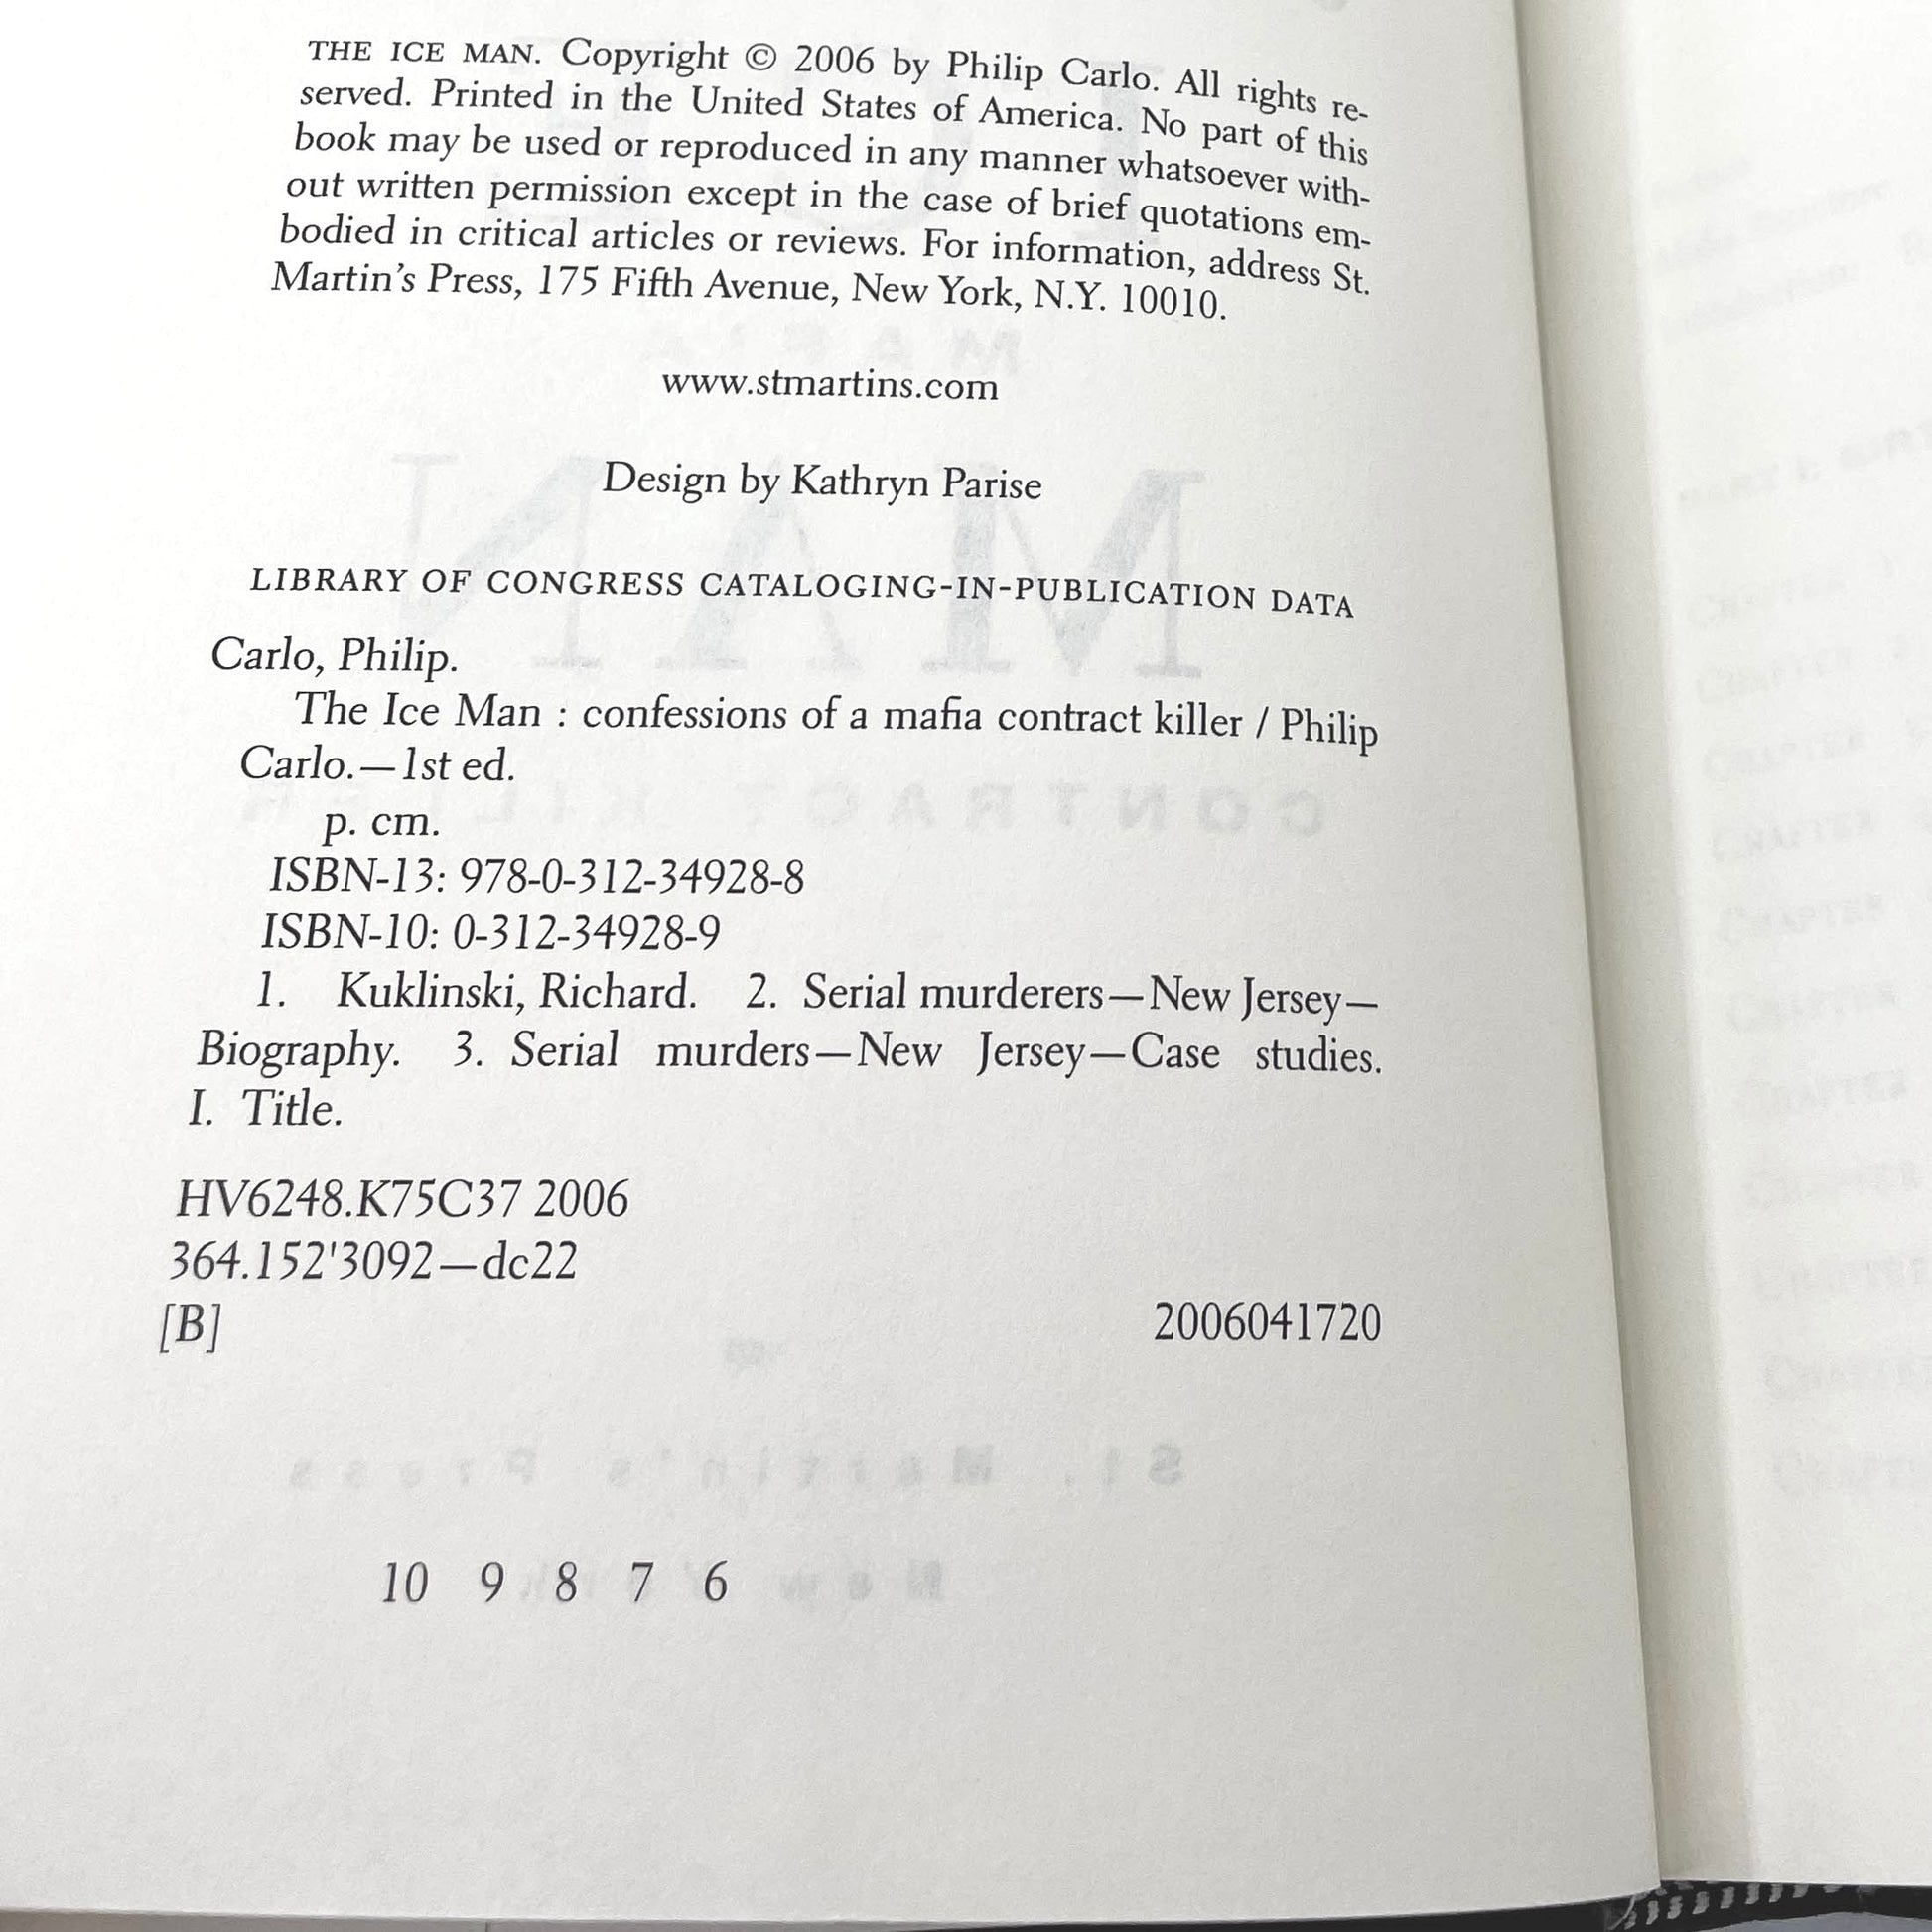 THE ICE MAN. Copyright © 2006 by Philip Carlo. All rights re-
served. Printed in the United States of America. No part of this
book may be used or reproduced in any manner whatsoever with-
out written permission except in the case of brief quotations em-
bodied in critical articles or reviews. For information, address St.
Martin's Press, 175 Fifth Avenue, New York, N.Y. 10010.
www.stmartins.com
Design by Kathryn Parise
LIBRARY OF CONGRESS CATALOGING-IN-PUBLICATION DATA
Carlo, Philip.
The Ice Man : confessions of a mafia contract killer / Philip
Carlo.—1st ed.
p. cm.
ISBN-13: 978-0-312-34928-8
ISBN-10: 0-312-34928-9
1. Kuklinski, Richard. 2. Serial murderers—New Jersey—
Biography. 3. Serial murders—New Jersey—Case studies.
I. Title.
HV6248.K75C37 2006
364.152'3092—dc22
[B] 2006041720
10 9 8 7 6